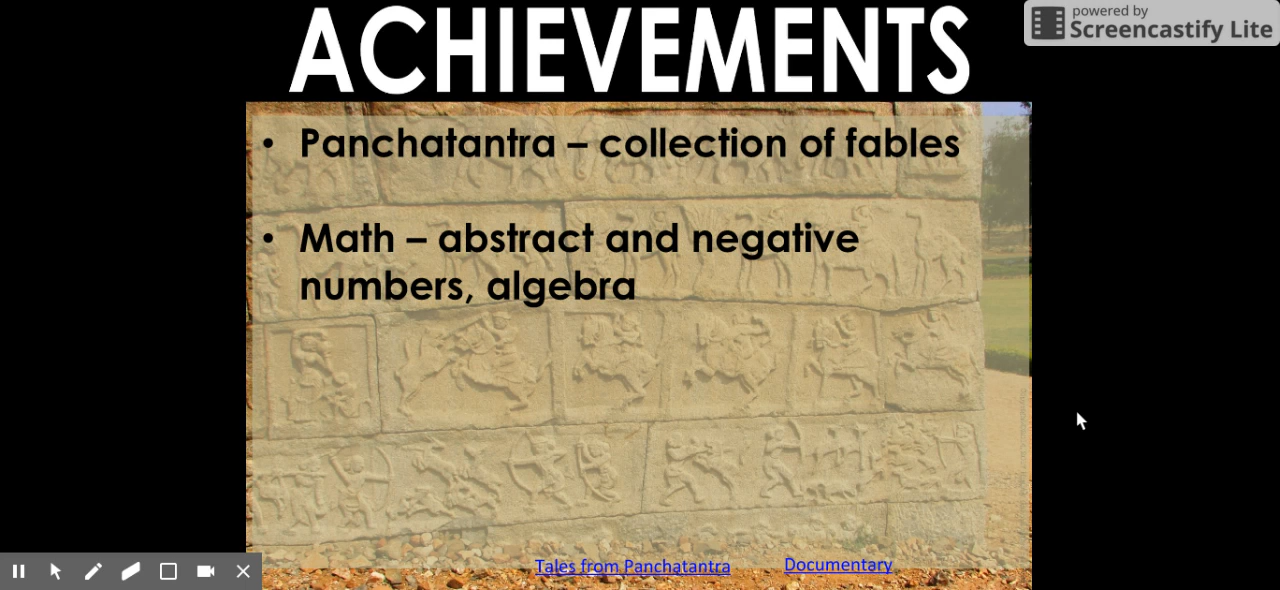 ACHIEVEMENTS
powered by
Screencastify Lite
• Panchatantra – collection of fables
• Math – abstract and negative
numbers, algebra
Tales from Panchatantra
Documentary